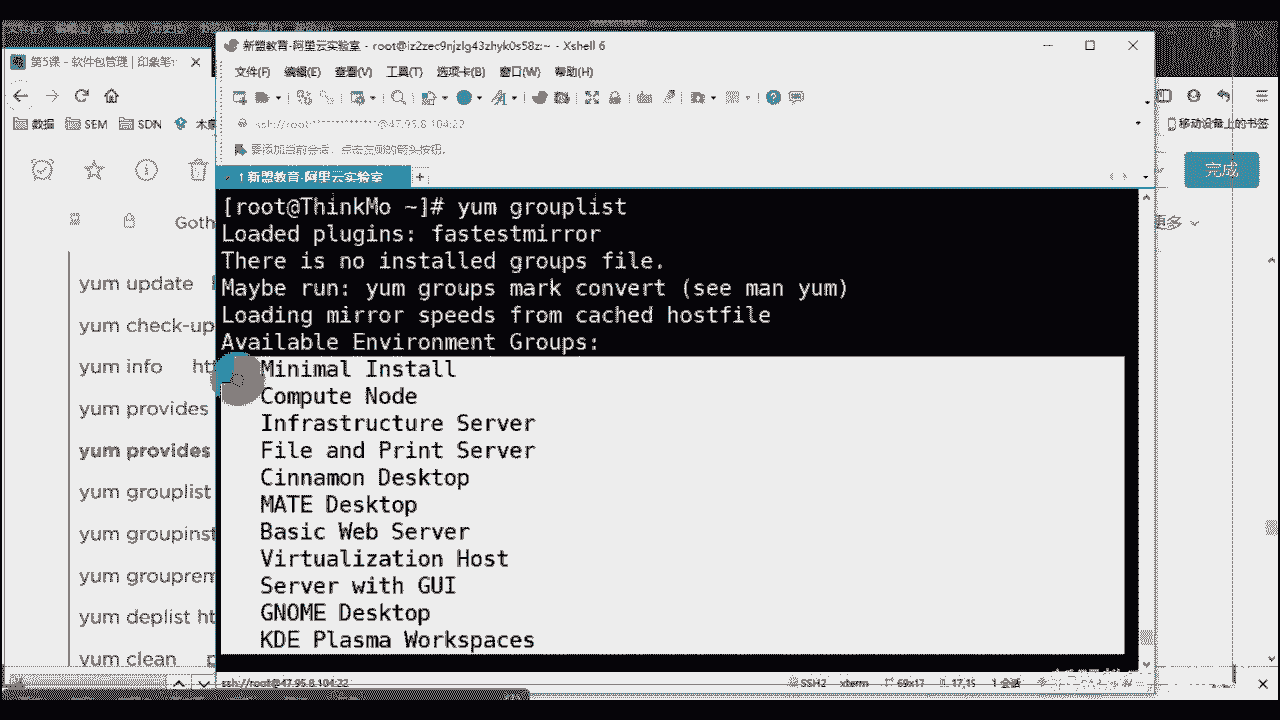 新盟教育-阿里云实验室 - root@iz2zec9njzlg43zhyk0s58z:~ - Xshell 6
第5课 - 软件包管理 | 印象笔
文件(F) 编辑(E) 查看(V) 工具(T) 选项卡(B) 窗口(W) 帮助(H)
数据 SEM SDN 木
移动设备上的书签
ssh://root:**************@47.95.8.104:22
要添加当前会话，点击左侧的箭头按钮。
1 新盟教育-阿里云实验室
完成
Goth
更多
yum update
yum check-up
yum info ht
yum provides
yum provides
yum grouplist
yum groupinst
yum grouprem
yum deplist ht
yum clean
[root@ThinkMo ~]# yum grouplist
Loaded plugins: fastestmirror
There is no installed groups file.
Maybe run: yum groups mark convert (see man yum)
Loading mirror speeds from cached hostfile
Available Environment Groups:
Minimal Install
Compute Node
Infrastructure Server
File and Print Server
Cinnamon Desktop
MATE Desktop
Basic Web Server
Virtualization Host
Server with GUI
GNOME Desktop
KDE Plasma Workspaces
ssh://root@47.95.8.104:22
SSH2 xterm 69x17 17,15 1 会话